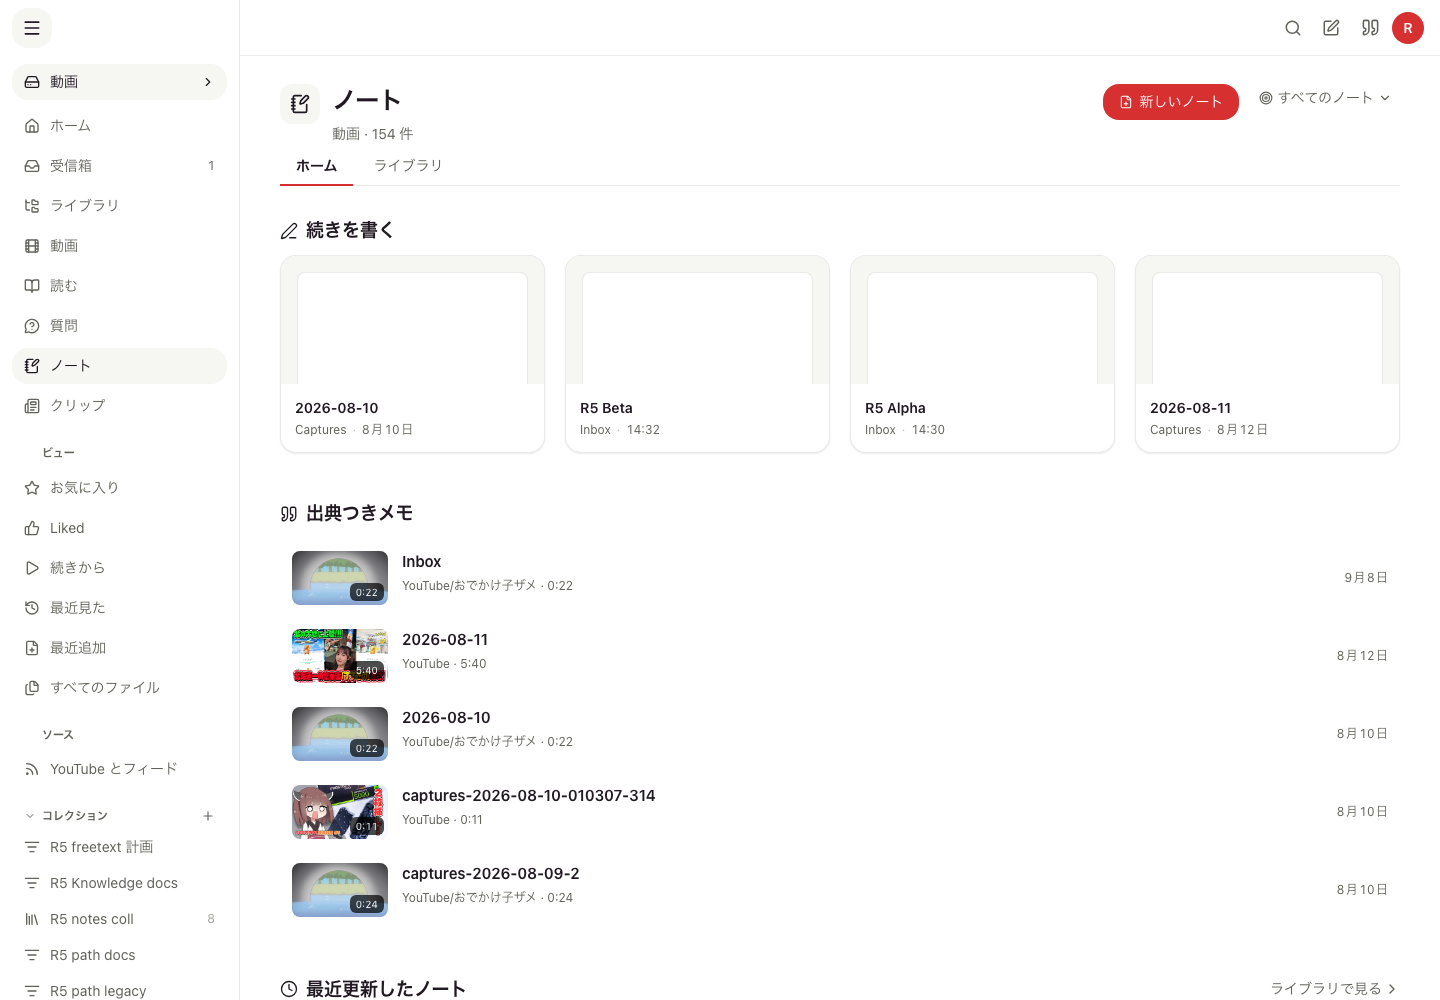 動画
ホーム
受信箱 1
ライブラリ
動画
読む
質問
ノート
クリップ
ビュー
お気に入り
Liked
続きから
最近見た
最近追加
すべてのファイル
ソース
YouTube とフィード
コレクション
R5 freetext 計画
R5 Knowledge docs
R5 notes coll 8
R5 path docs
R5 path legacy
R
ノート
動画 · 154 件
新しいノート
すべてのノート
ホーム
ライブラリ
続きを書く
2026-08-10
Captures · 8月10日
R5 Beta
Inbox · 14:32
R5 Alpha
Inbox · 14:30
2026-08-11
Captures · 8月12日
出典つきメモ
0:22
Inbox
YouTube/おでかけ子ザメ · 0:22
9月8日
5:40
2026-08-11
YouTube · 5:40
8月12日
0:22
2026-08-10
YouTube/おでかけ子ザメ · 0:22
8月10日
0:11
captures-2026-08-10-010307-314
YouTube · 0:11
8月10日
0:24
captures-2026-08-09-2
YouTube/おでかけ子ザメ · 0:24
8月10日
最近更新したノート
ライブラリで見る